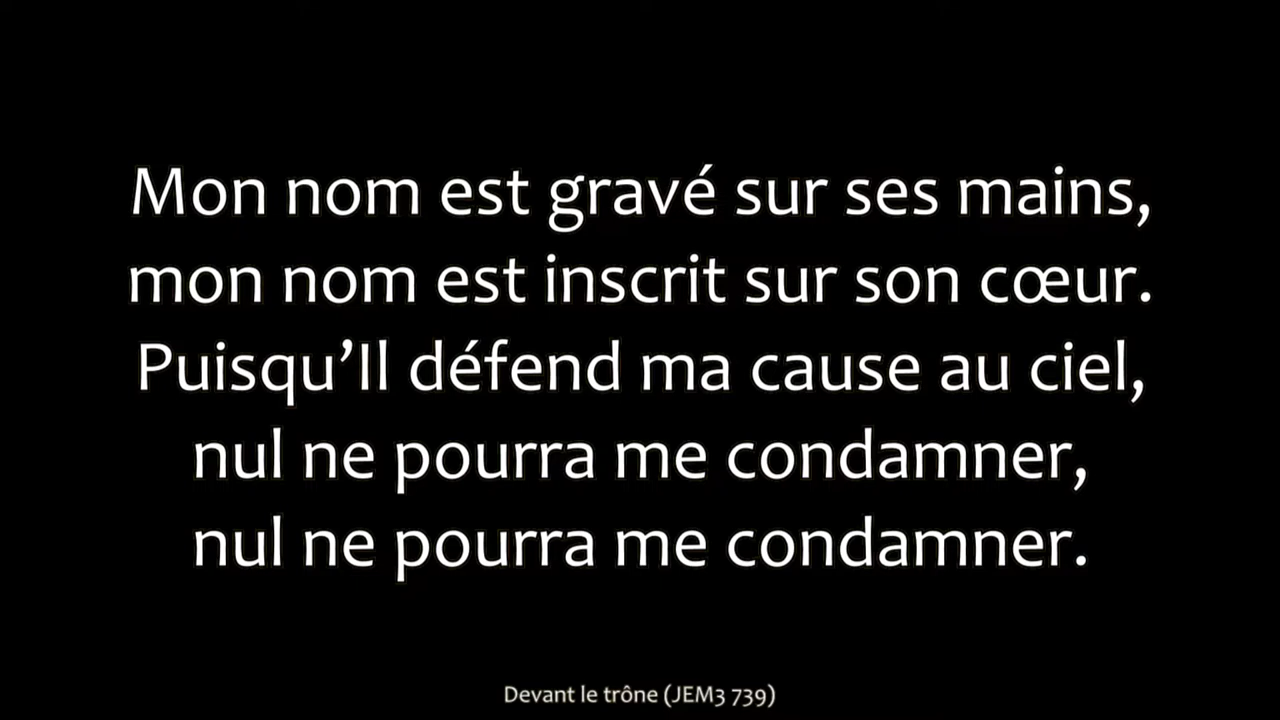 Mon nom est gravé sur ses mains,
mon nom est inscrit sur son cœur.
Puisqu’Il défend ma cause au ciel,
nul ne pourra me condamner,
nul ne pourra me condamner.
Devant le trône (JEM3 739)